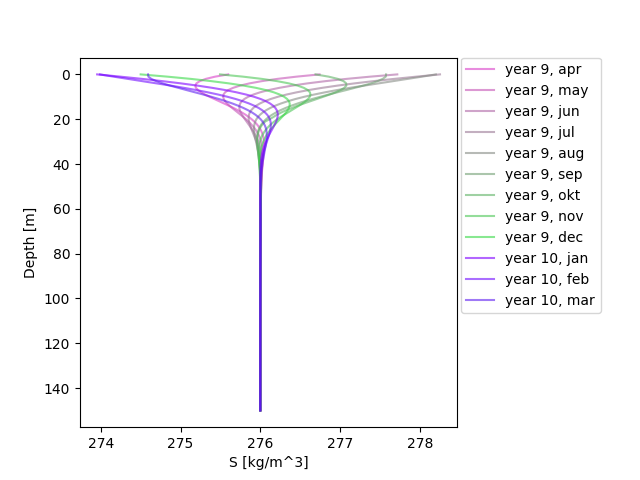 0
20
40
60
80
100
120
140
Depth [m]
274
275
276
277
278
S [kg/m^3]
year 9, apr
year 9, may
year 9, jun
year 9, jul
year 9, aug
year 9, sep
year 9, okt
year 9, nov
year 9, dec
year 10, jan
year 10, feb
year 10, mar